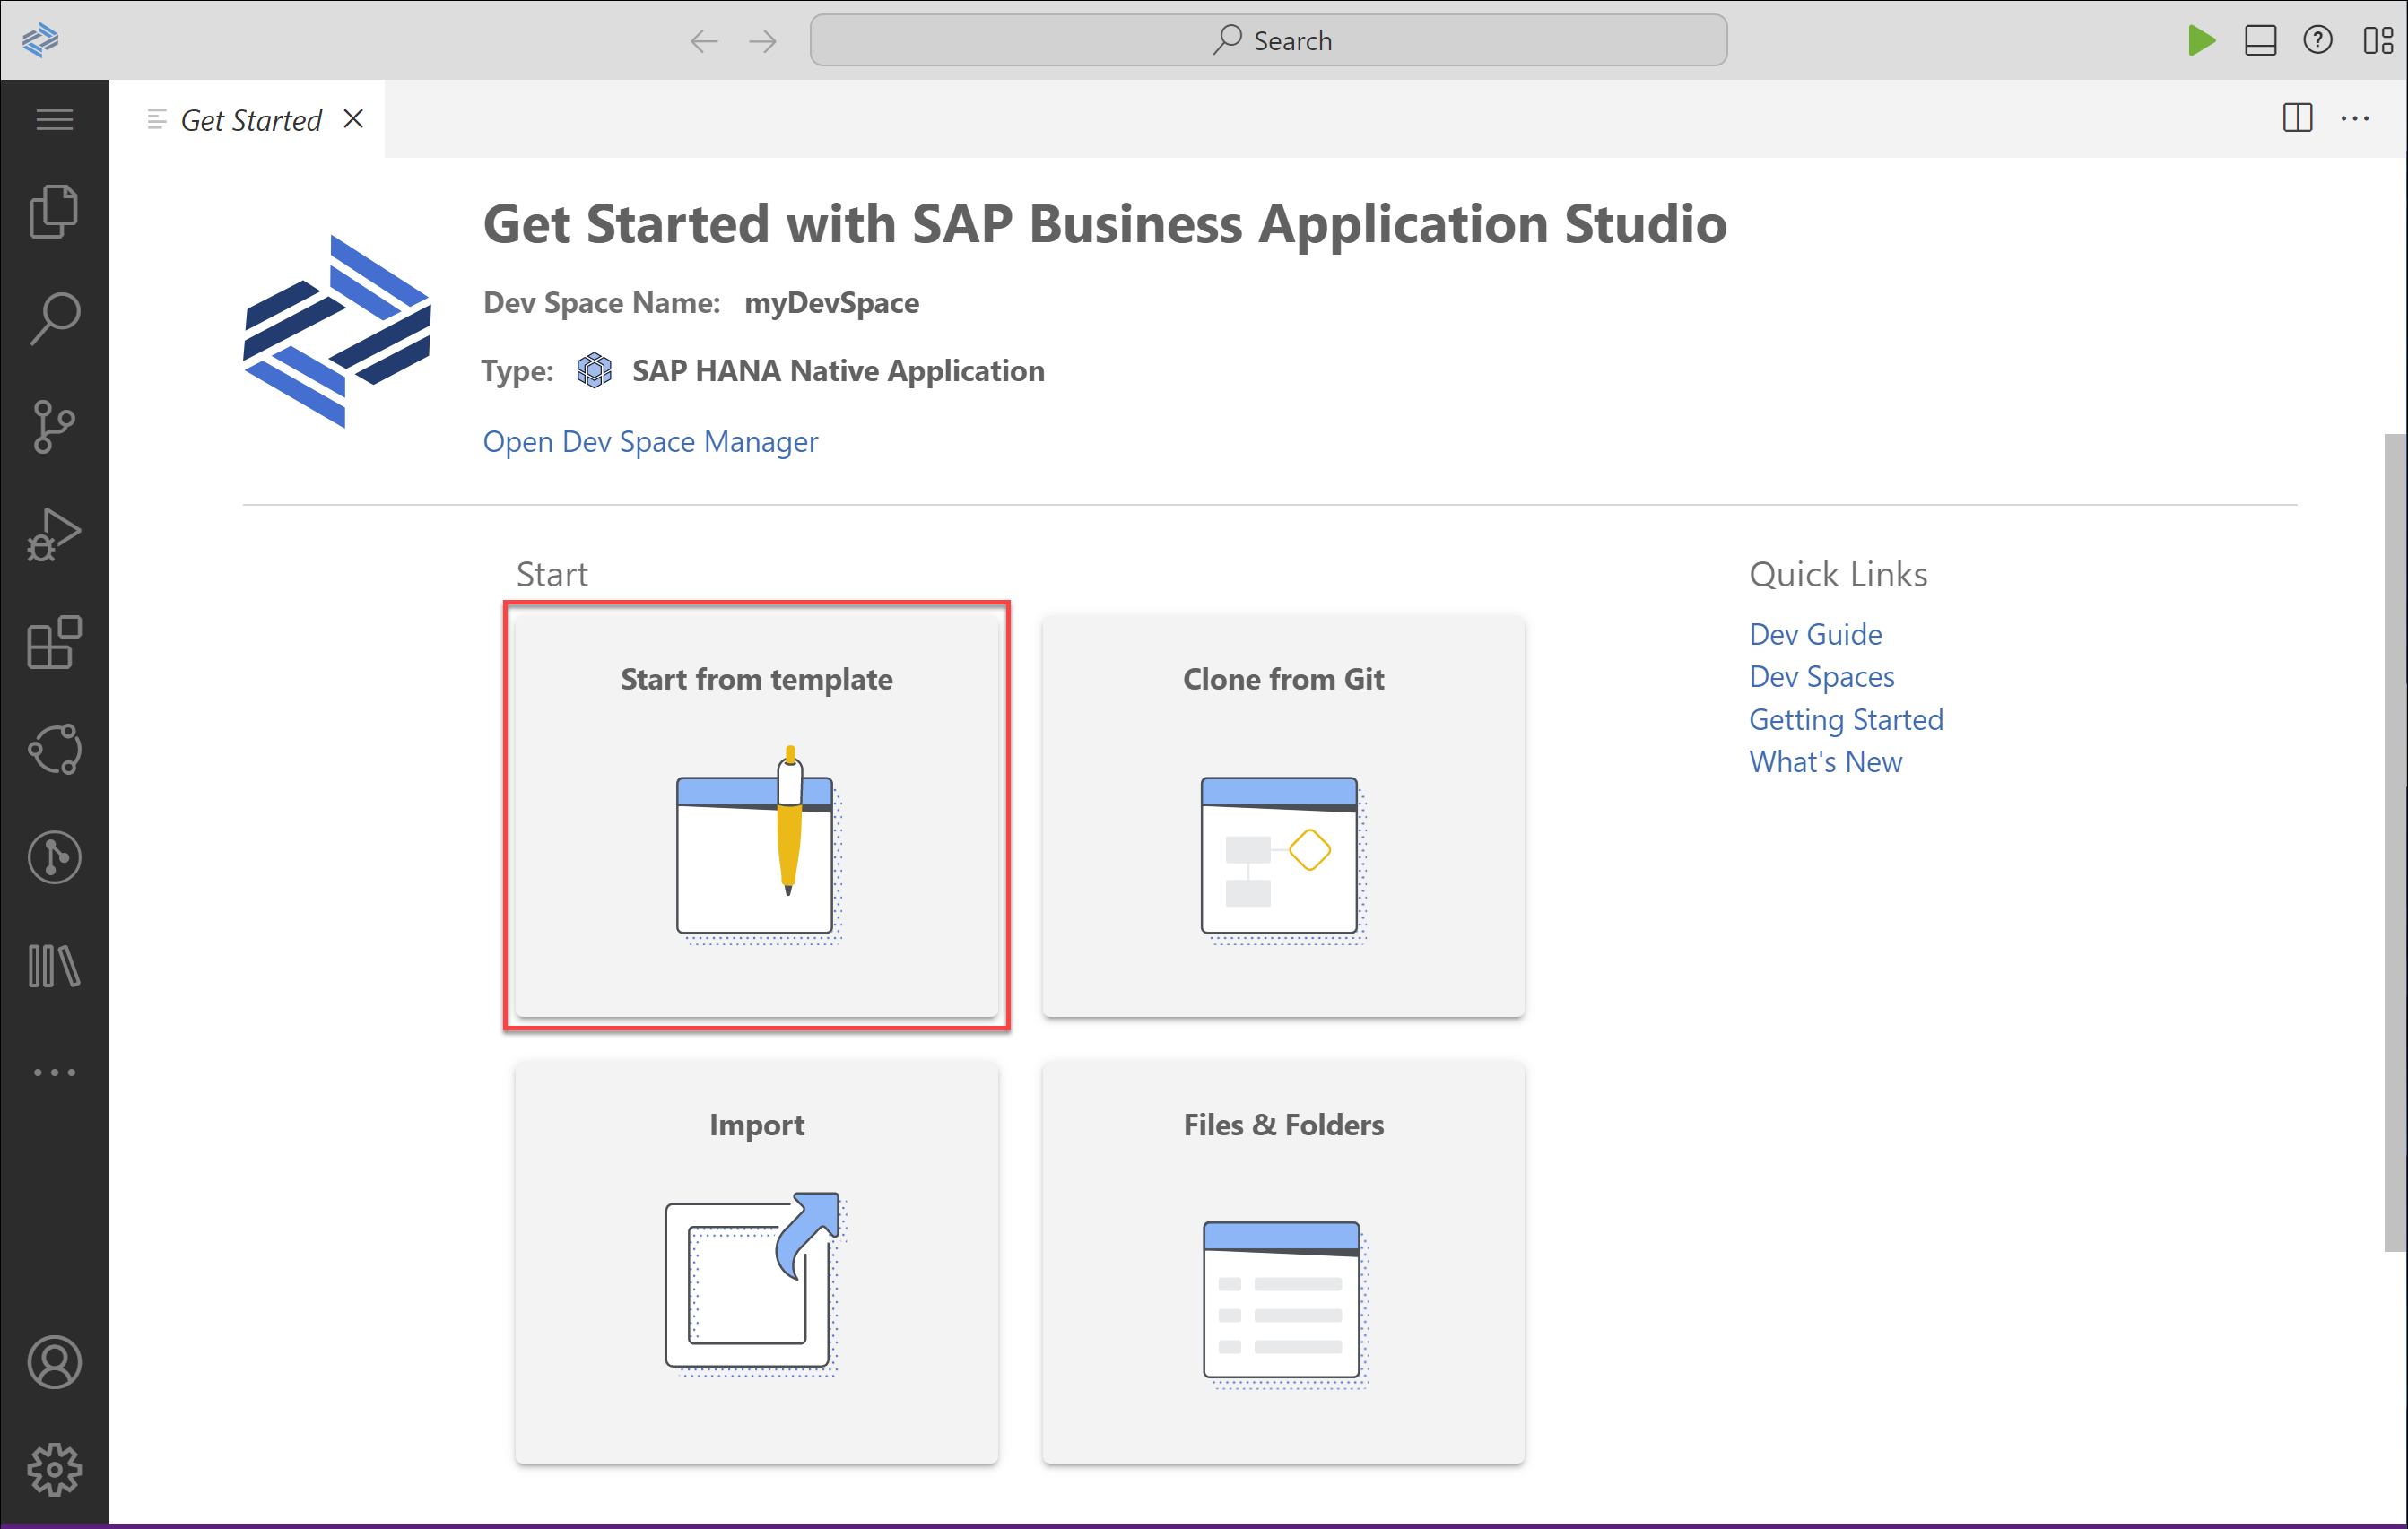 Search
Get Started
Get Started with SAP Business Application Studio
Dev Space Name: myDevSpace
Type: SAP HANA Native Application
Open Dev Space Manager
Start
Start from template
Clone from Git
Import
Files & Folders
Quick Links
Dev Guide
Dev Spaces
Getting Started
What's New